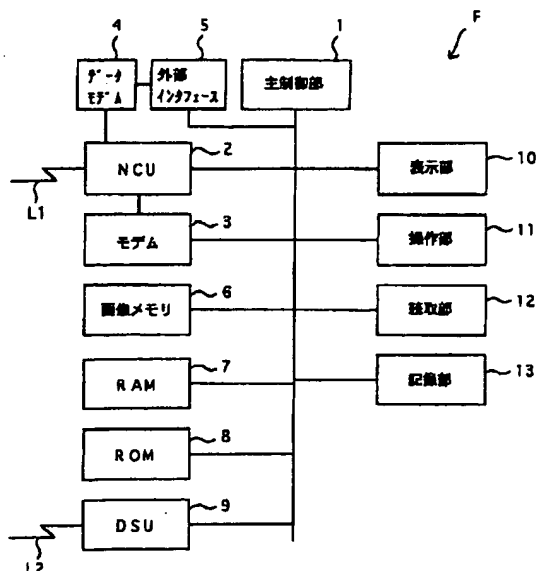 4
5
1
F
データ
モデム
外部
インタフェース
主制御部
2
NCU
L1
表示部
10
3
モデム
操作部
11
6
画像メモリ
読取部
12
7
RAM
記録部
13
8
ROM
9
DSU
L2